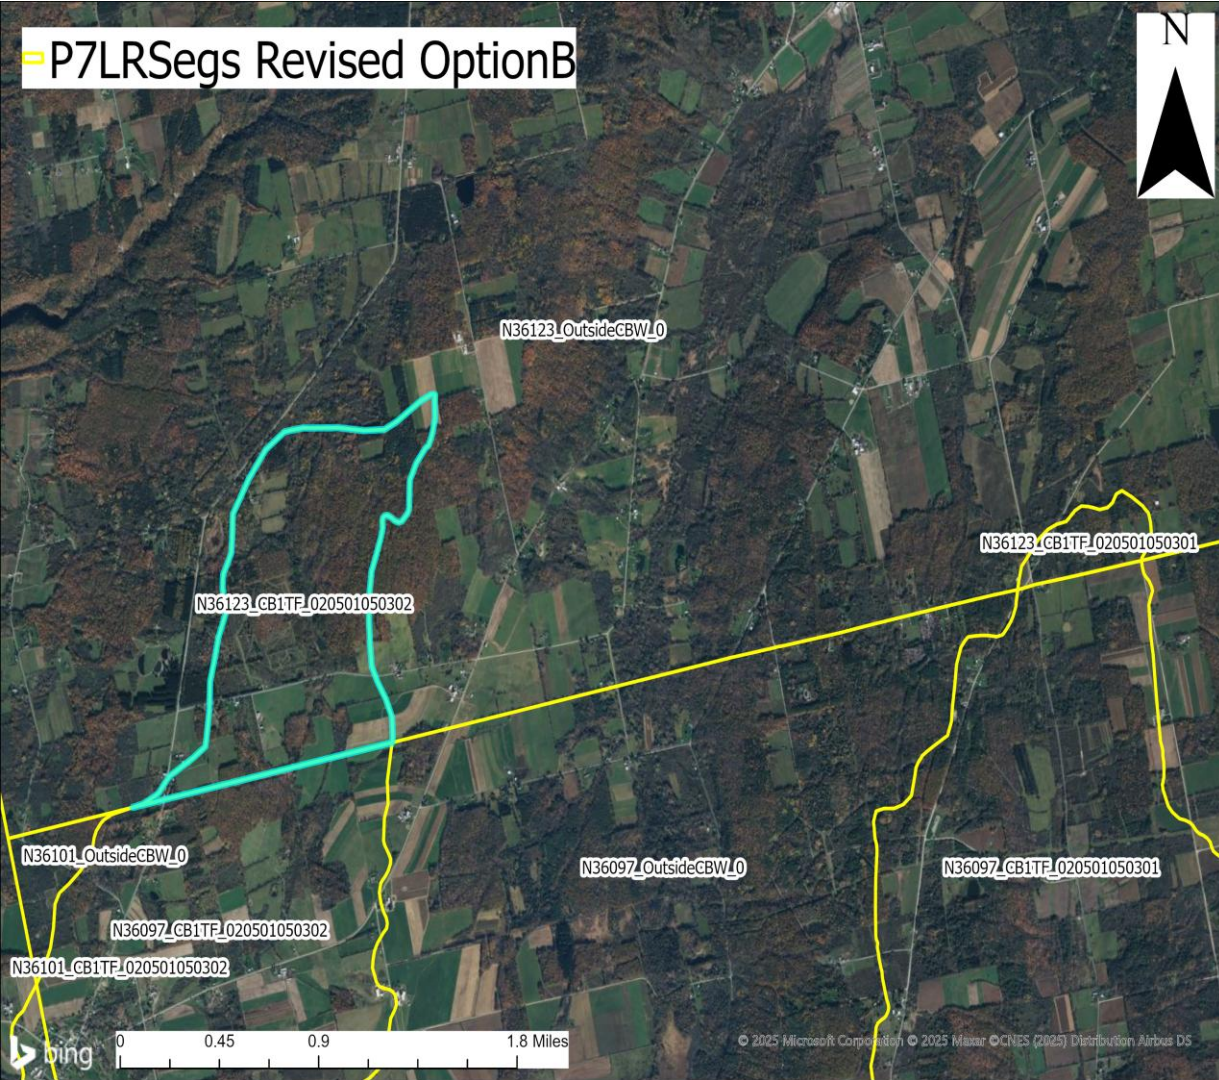 P7LRSegs Revised OptionB
N
N36123_OutsideCBW_0
N36123_CB1TF_020501050301
N36123_CB1TF_020501050302
N36101_OutsideCBW_0
N36097_OutsideCBW_0
N36097_CB1TF_020501050301
N36097_CB1TF_020501050302
N36101_CB1TF_020501050302
0 0.45 0.9 1.8 Miles
bing
© 2025 Microsoft Corporation © 2025 Maxar ©CNES (2025) Distribution Airbus DS